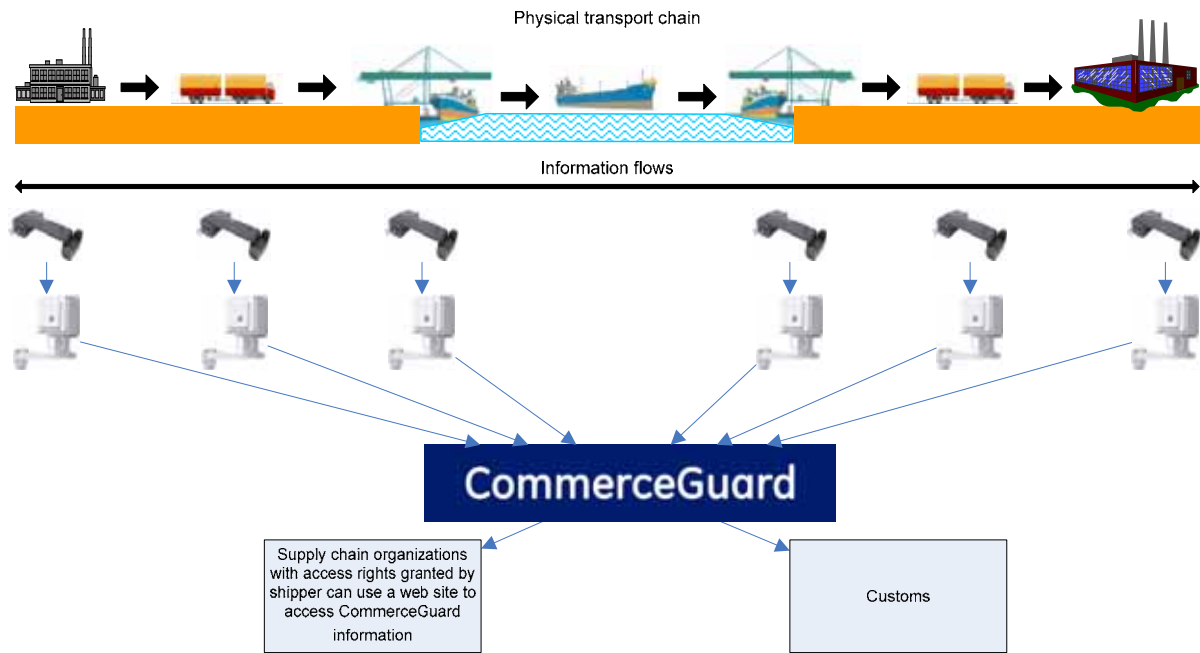 Physical transport chain
Information flows
CommerceGuard
Supply chain organizations
with access rights granted by
shipper can use a web site to
access CommerceGuard
information
Customs